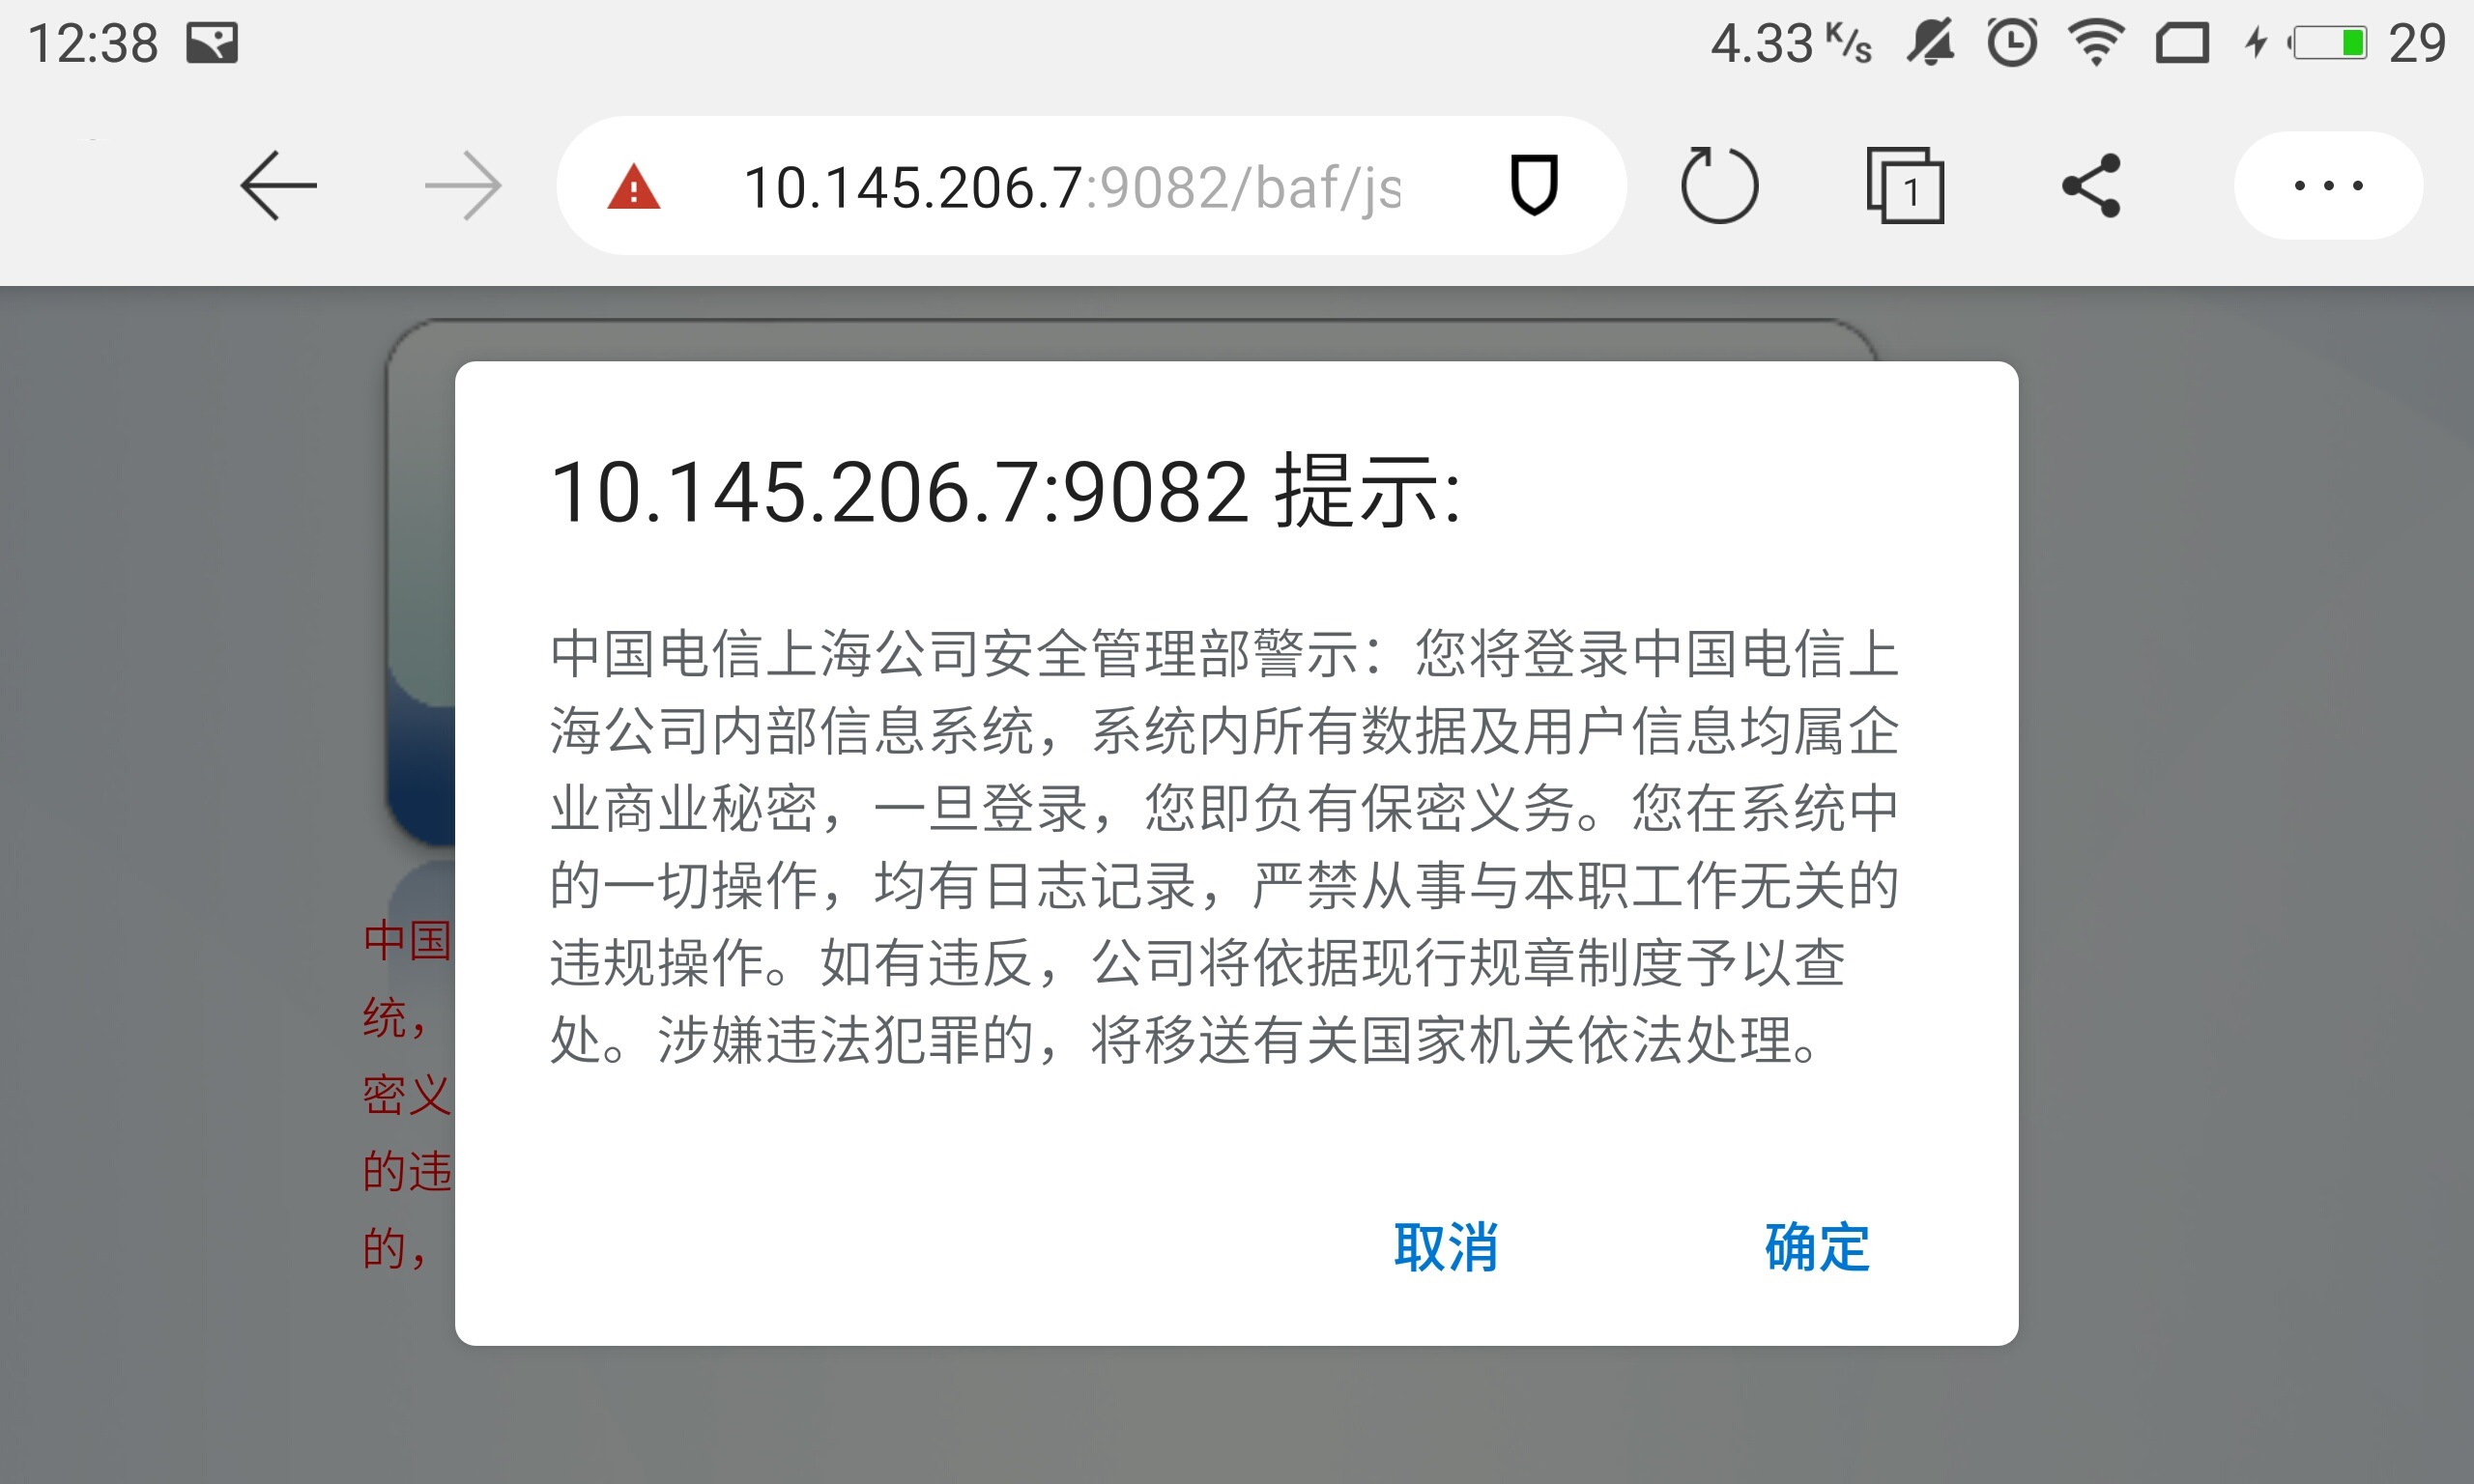 12:38
4.33 K/s
29
10.145.206.7:9082/baf/js
1
10.145.206.7:9082 提示:
中国电信上海公司安全管理部警示：您将登录中国电信上
海公司内部信息系统，系统内所有数据及用户信息均属企
业商业秘密，一旦登录，您即负有保密义务。您在系统中
的一切操作，均有日志记录，严禁从事与本职工作无关的
违规操作。如有违反，公司将依据现行规章制度予以查
处。涉嫌违法犯罪的，将移送有关国家机关依法处理。
中国
统，
密义
的违
的，
取消
确定